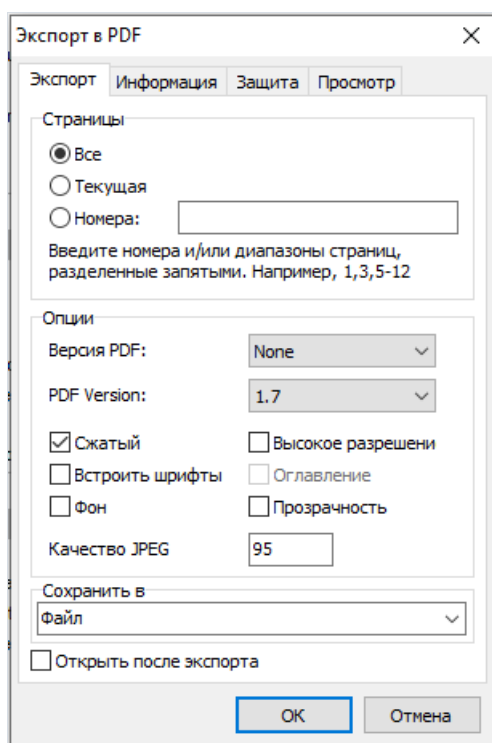 Экспорт в PDF
Экспорт Информация Защита Просмотр
Страницы
Все
Текущая
Номера:
Введите номера и/или диапазоны страниц,
разделенные запятыми. Например, 1,3,5-12
Опции
Версия PDF: None
PDF Version: 1.7
Сжатый Высокое разрешени
Встроить шрифты Оглавление
Фон Прозрачность
Качество JPEG 95
Сохранить в
Файл
Открыть после экспорта
ОК Отмена